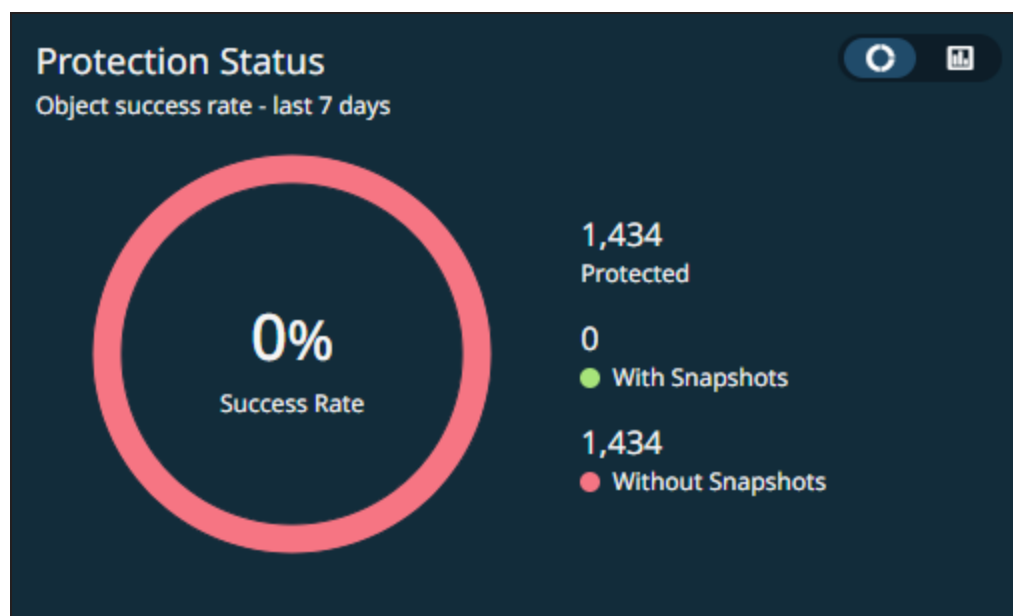 Protection Status
Object success rate - last 7 days
0%
Success Rate
1,434
Protected
0
With Snapshots
1,434
Without Snapshots